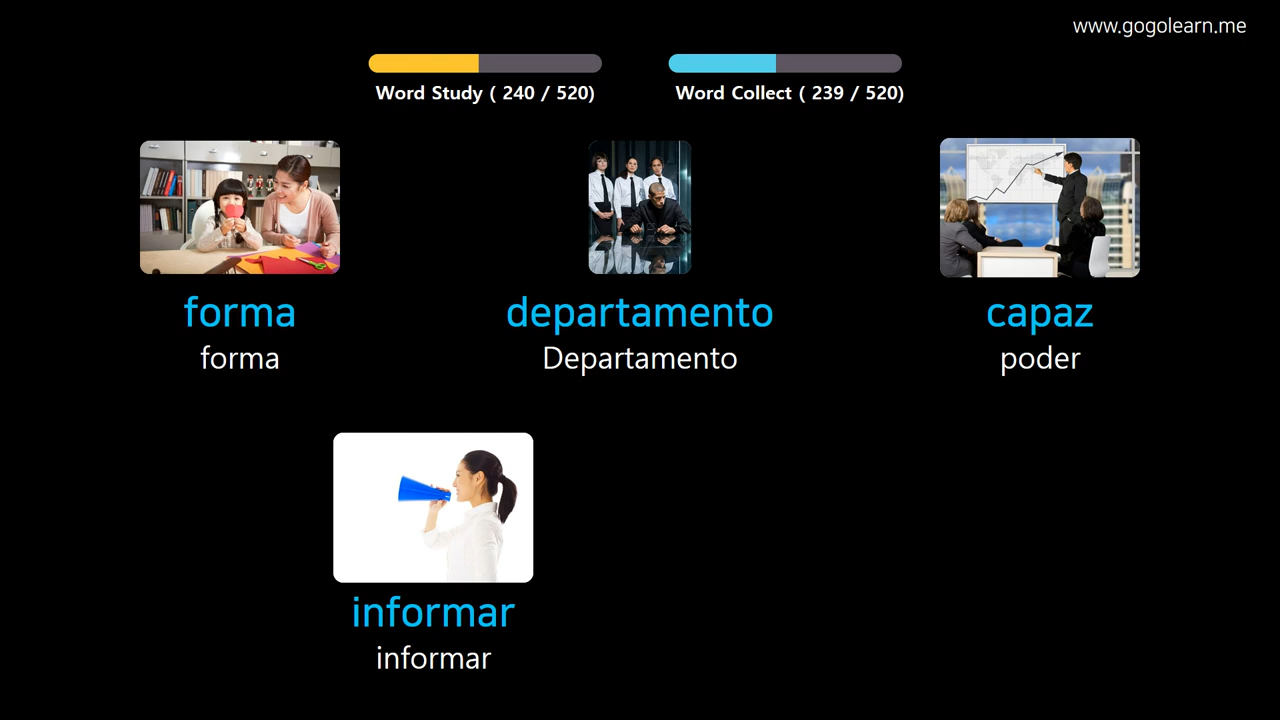 www.gogolearn.me
Word Study ( 240 / 520)
Word Collect ( 239 / 520)
forma
forma
departamento
Departamento
capaz
poder
informar
informar